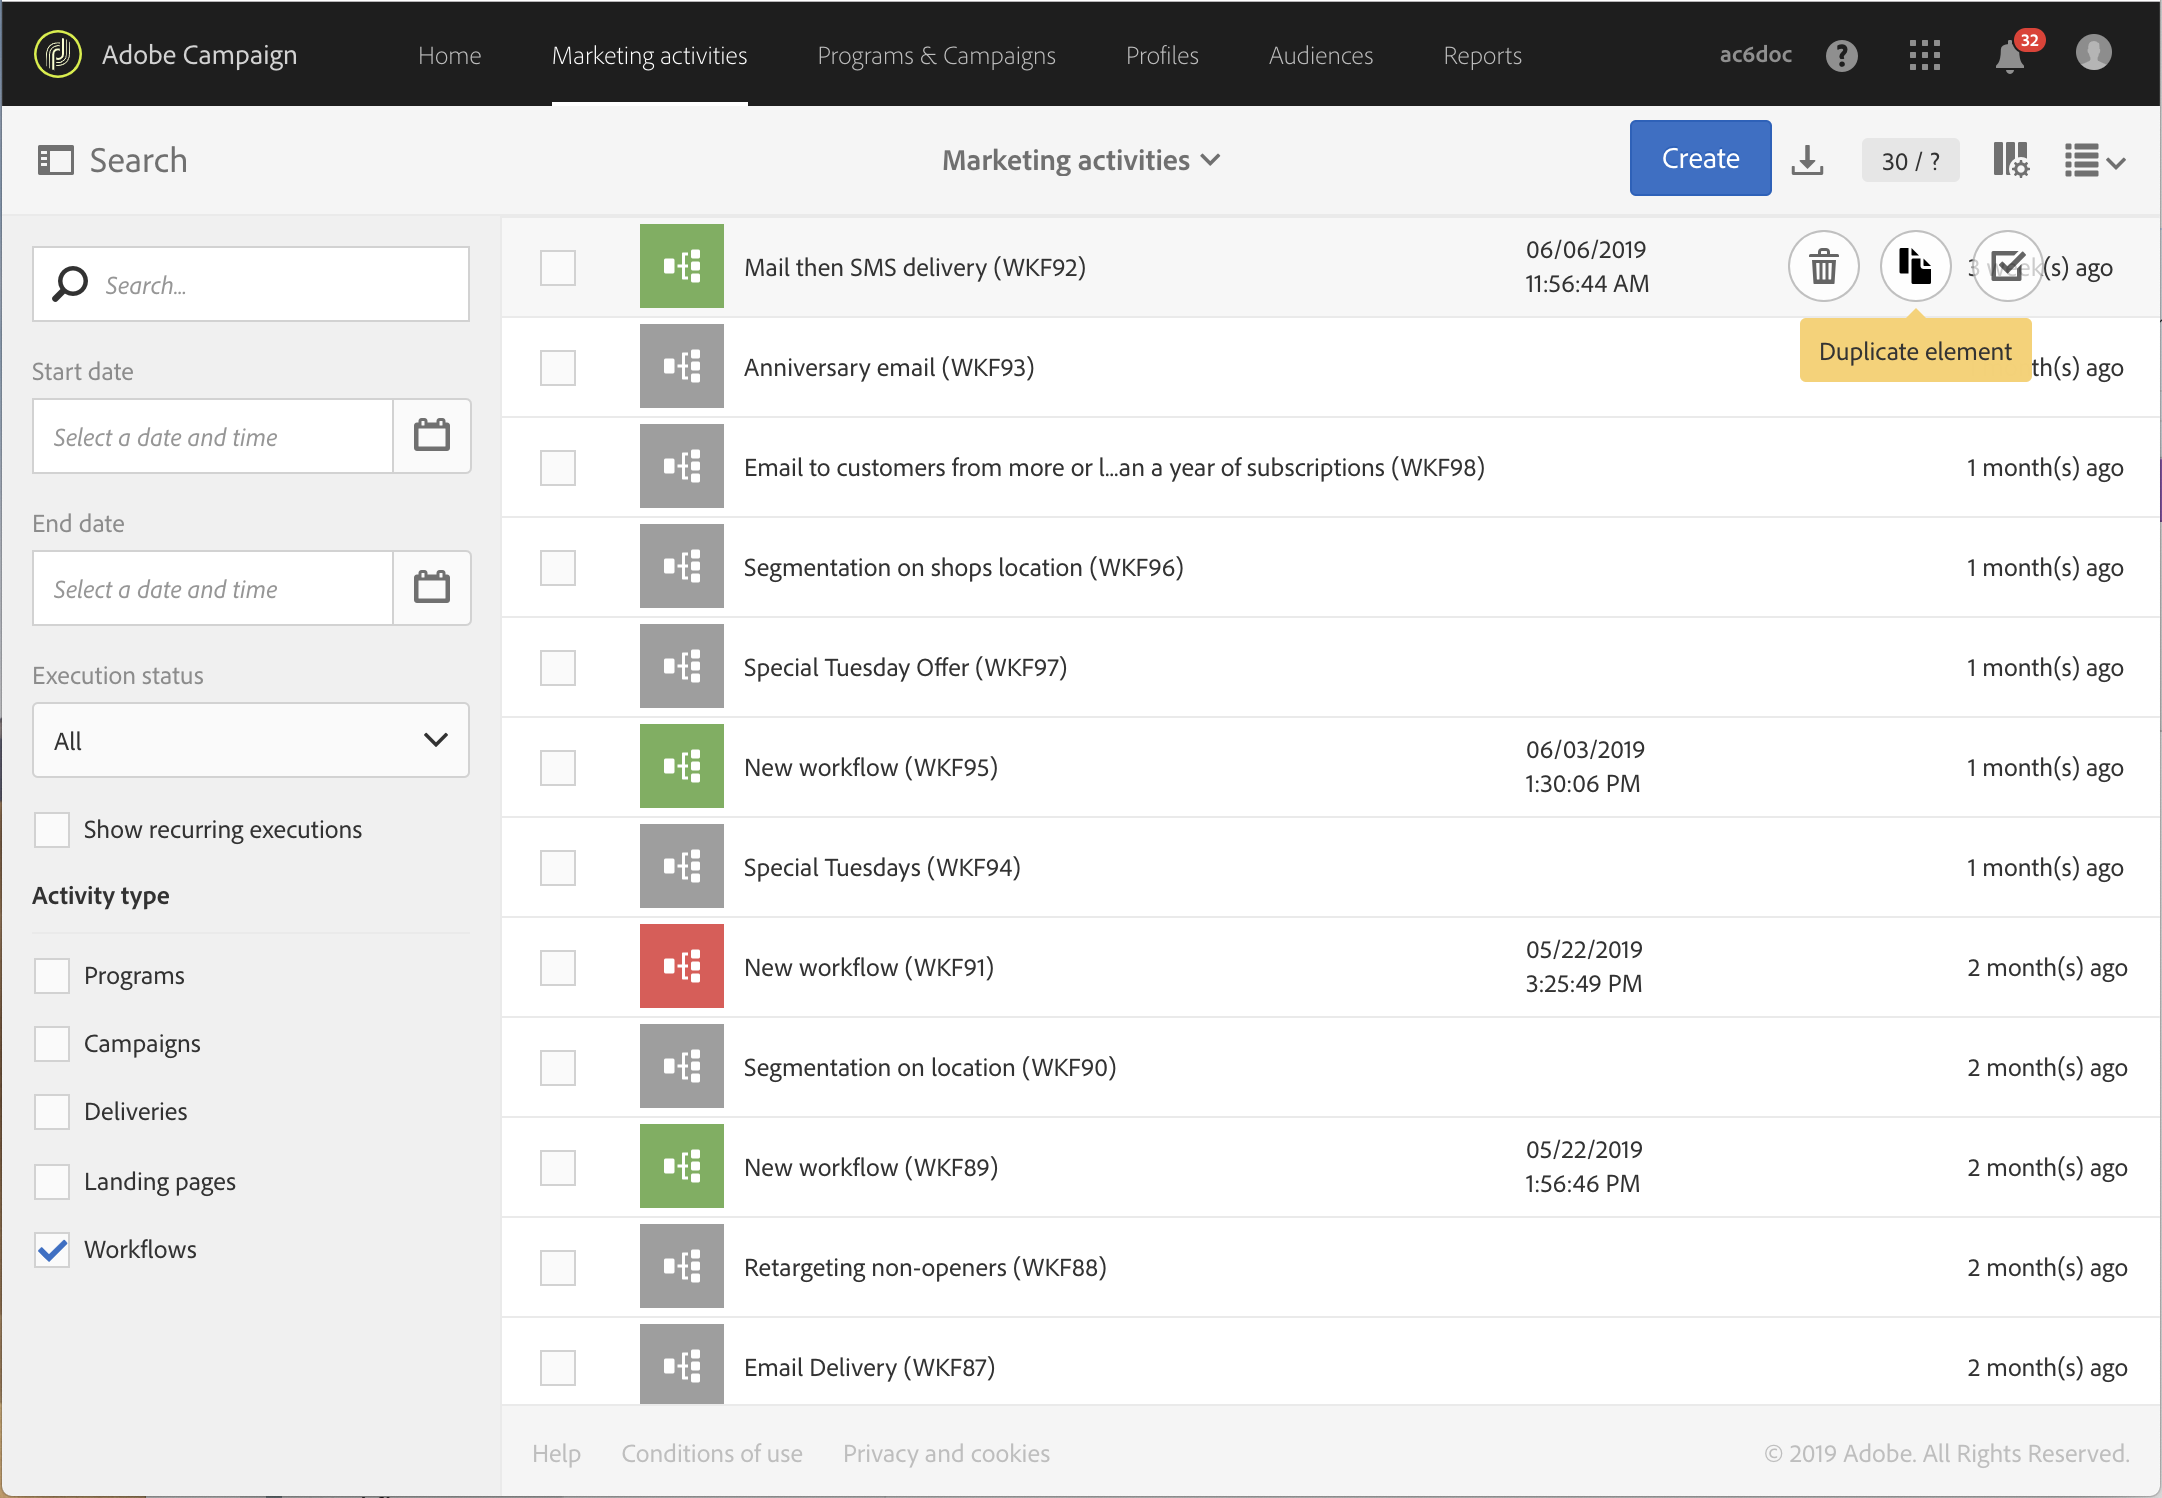 Adobe Campaign
Home
Marketing activities
Programs & Campaigns
Profiles
Audiences
Reports
ac6doc
?
32
Search
Marketing activities
Create
30 / ?
Search...
Start date
Select a date and time
End date
Select a date and time
Execution status
All
Show recurring executions
Activity type
Programs
Campaigns
Deliveries
Landing pages
Workflows
Mail then SMS delivery (WKF92)
06/06/2019
11:56:44 AM
3 week(s) ago
Duplicate element
Anniversary email (WKF93)
th(s) ago
Email to customers from more or l...an a year of subscriptions (WKF98)
1 month(s) ago
Segmentation on shops location (WKF96)
1 month(s) ago
Special Tuesday Offer (WKF97)
1 month(s) ago
New workflow (WKF95)
06/03/2019
1:30:06 PM
1 month(s) ago
Special Tuesdays (WKF94)
1 month(s) ago
New workflow (WKF91)
05/22/2019
3:25:49 PM
2 month(s) ago
Segmentation on location (WKF90)
2 month(s) ago
New workflow (WKF89)
05/22/2019
1:56:46 PM
2 month(s) ago
Retargeting non-openers (WKF88)
2 month(s) ago
Email Delivery (WKF87)
2 month(s) ago
Help
Conditions of use
Privacy and cookies
© 2019 Adobe. All Rights Reserved.